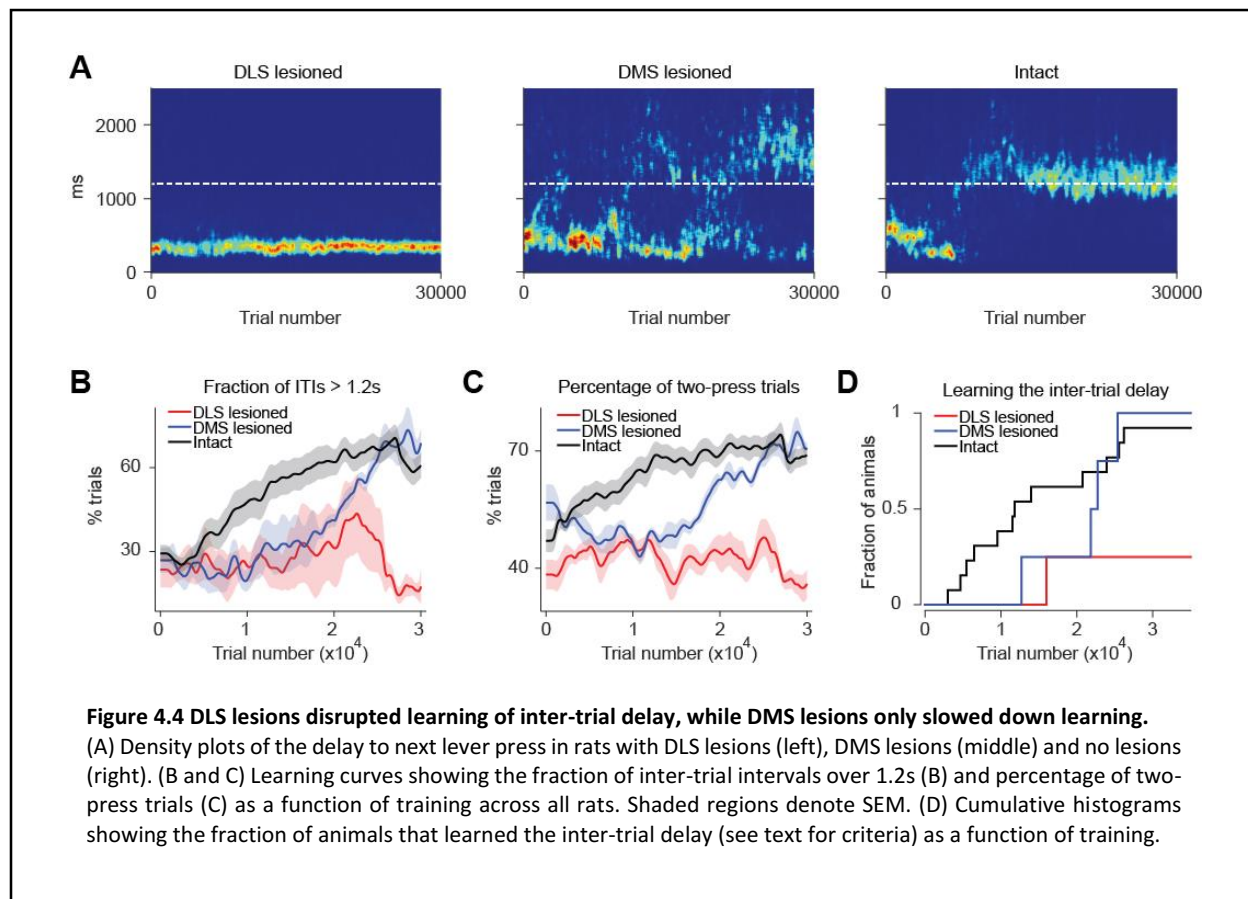 A
DLS lesioned
DMS lesioned
Intact
2000
1000
0
ms
0
30000
Trial number
0
30000
Trial number
0
30000
Trial number
B
Fraction of ITIs > 1.2s
DLS lesioned
DMS lesioned
Intact
60
30
% trials
0
1
2
3
Trial number (x10^4)
C
Percentage of two-press trials
DLS lesioned
DMS lesioned
Intact
70
40
% trials
0
1
2
3
Trial number (x10^4)
D
Learning the inter-trial delay
DLS lesioned
DMS lesioned
Intact
1
0.5
0
Fraction of animals
0
1
2
3
Trial number (x10^4)
Figure 4.4 DLS lesions disrupted learning of inter-trial delay, while DMS lesions only slowed down learning.
(A) Density plots of the delay to next lever press in rats with DLS lesions (left), DMS lesions (middle) and no lesions
(right). (B and C) Learning curves showing the fraction of inter-trial intervals over 1.2s (B) and percentage of two-
press trials (C) as a function of training across all rats. Shaded regions denote SEM. (D) Cumulative histograms
showing the fraction of animals that learned the inter-trial delay (see text for criteria) as a function of training.